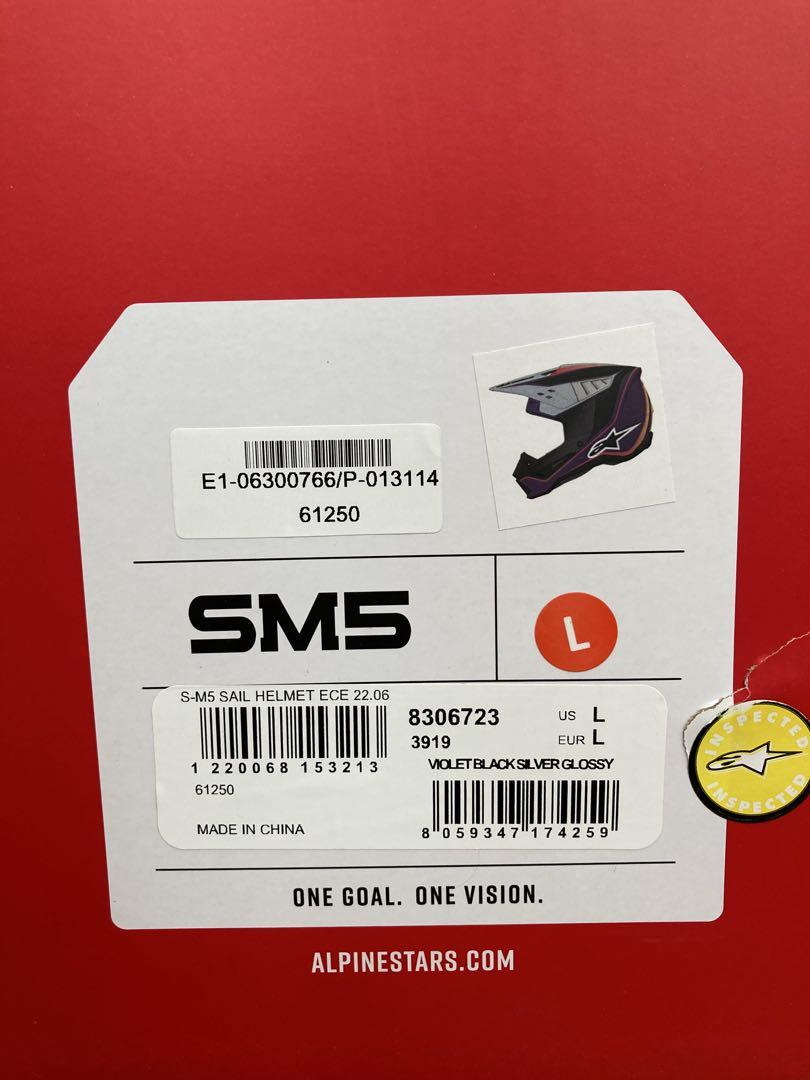 E1-06300766/P-013114
61250
SM5
L
S-M5 SAIL HELMET ECE 22.06
8306723
US L
3919
EUR L
VIOLET BLACK SILVER GLOSSY
1 220068 153213
61250
8 059347 174259
MADE IN CHINA
INSPECTED
INSPECTED
ONE GOAL. ONE VISION.
ALPINESTARS.COM